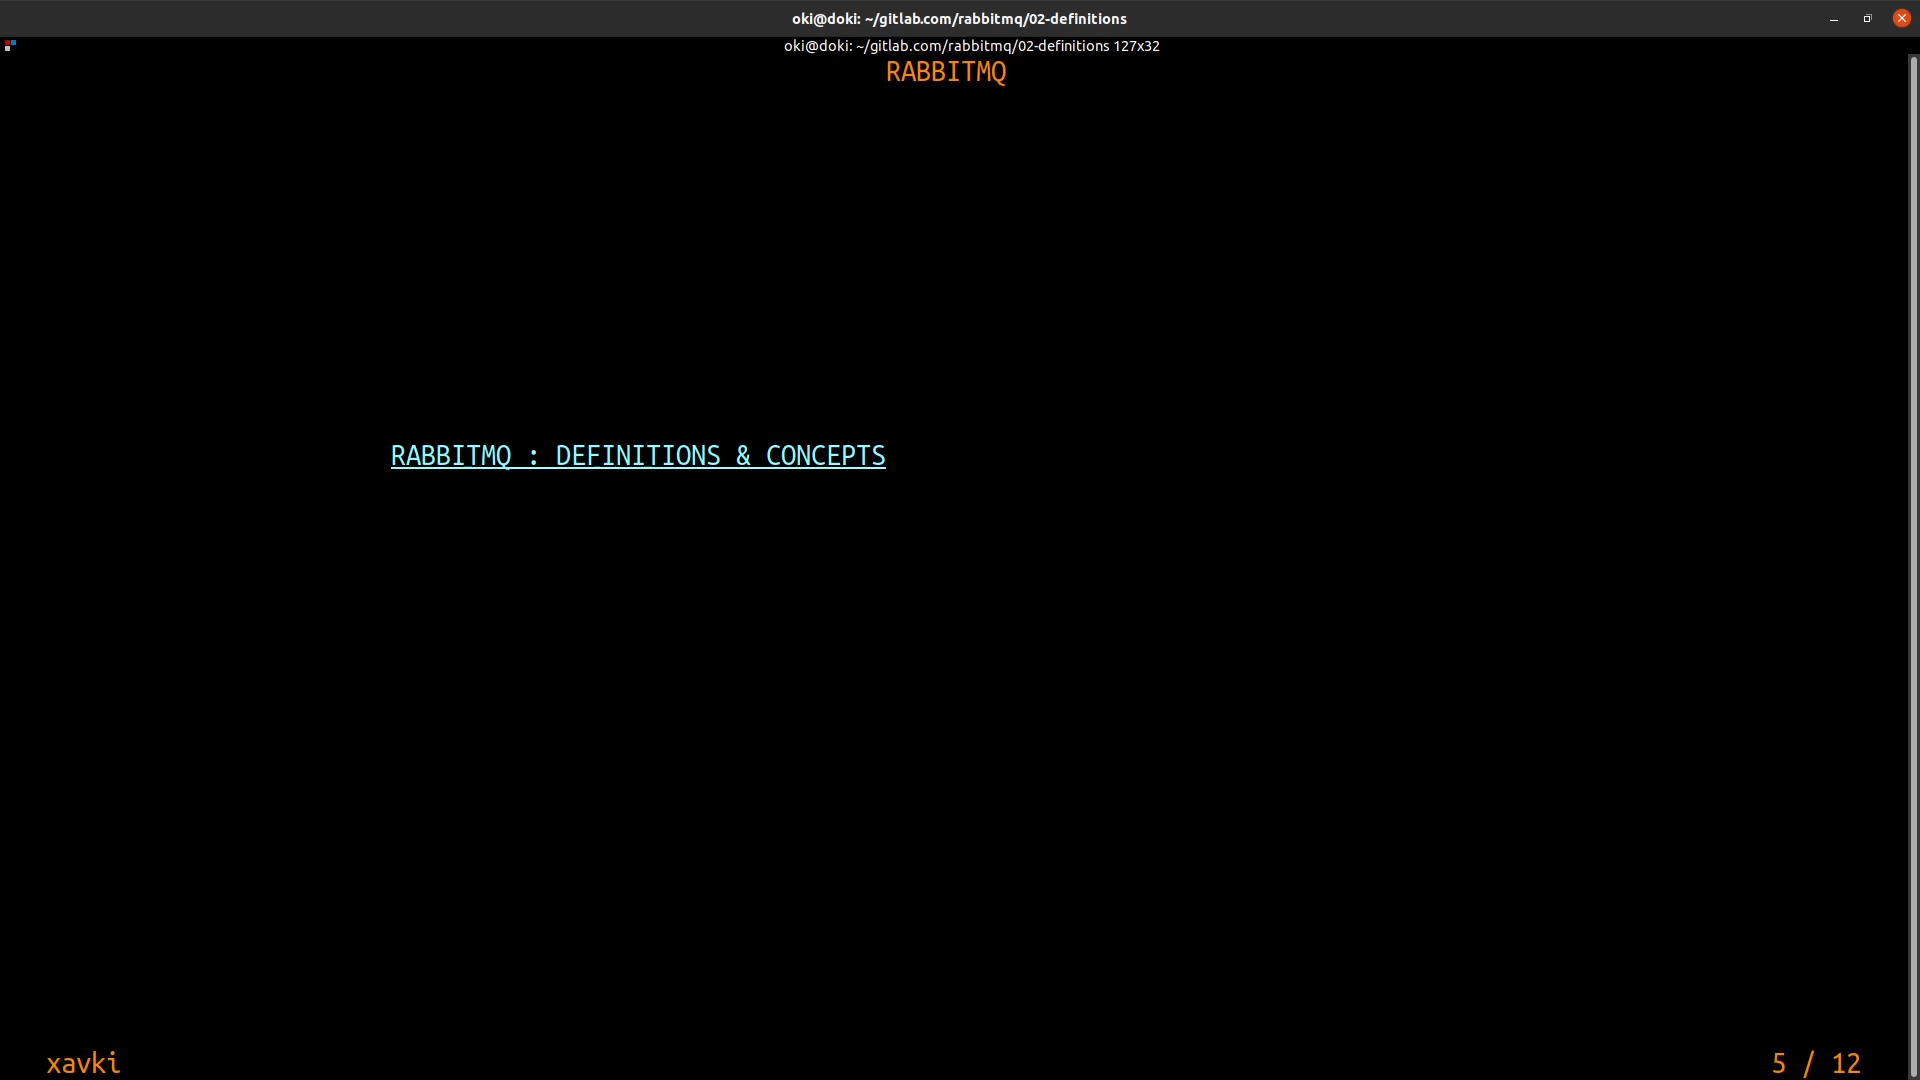 oki@doki: ~/gitlab.com/rabbitmq/02-definitions
oki@doki: ~/gitlab.com/rabbitmq/02-definitions 127x32
RABBITMQ
RABBITMQ : DEFINITIONS & CONCEPTS
xavki
5 / 12